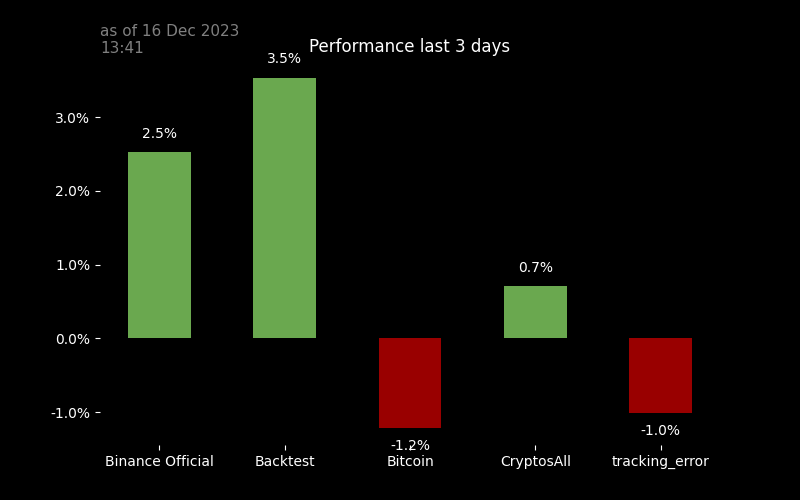 as of 16 Dec 2023
13:41
Performance last 3 days
3.5%
2.5%
0.7%
-1.2%
-1.0%
3.0%
2.0%
1.0%
0.0%
-1.0%
Binance Official
Backtest
Bitcoin
CryptosAll
tracking_error